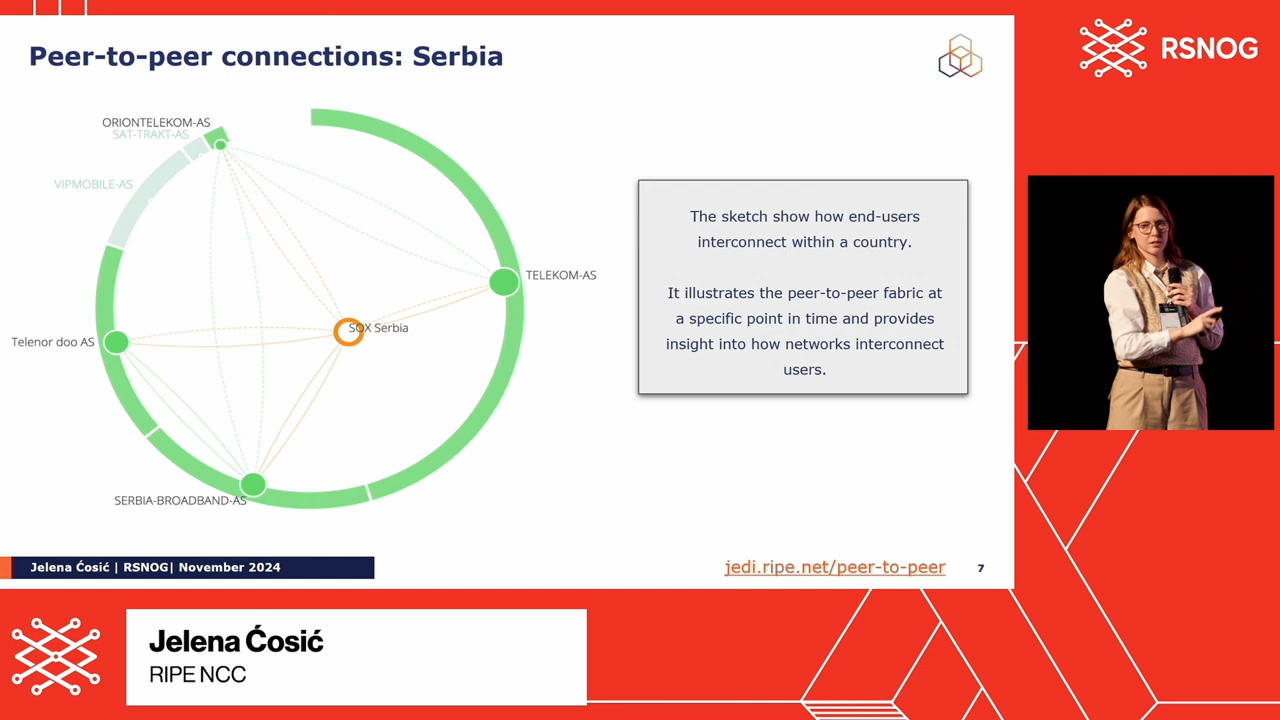 Peer-to-peer connections: Serbia
RSNOG
ORIONTELEKOM-AS
SAT-TRAKT-AS
VIPMOBILE-AS
TELEKOM-AS
SOX Serbia
Telenor doo AS
SERBIA-BROADBAND-AS
The sketch show how end-users
interconnect within a country.
It illustrates the peer-to-peer fabric at
a specific point in time and provides
insight into how networks interconnect
users.
Jelena Ćosić | RSNOG| November 2024
jedi.ripe.net/peer-to-peer
7
Jelena Ćosić
RIPE NCC